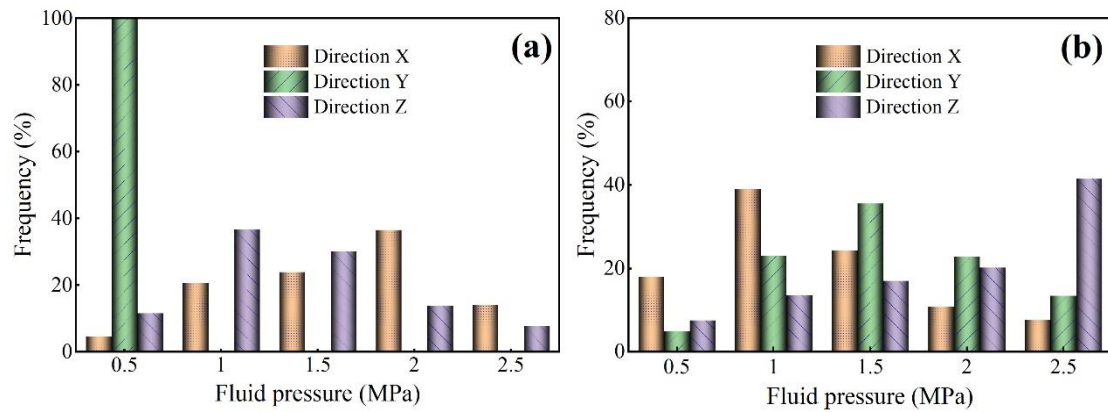 (a)
Direction X
Direction Y
Direction Z
Frequency (%)
100
80
60
40
20
0
0.5 1 1.5 2 2.5
Fluid pressure (MPa)
(b)
Direction X
Direction Y
Direction Z
Frequency (%)
80
60
40
20
0
0.5 1 1.5 2 2.5
Fluid pressure (MPa)